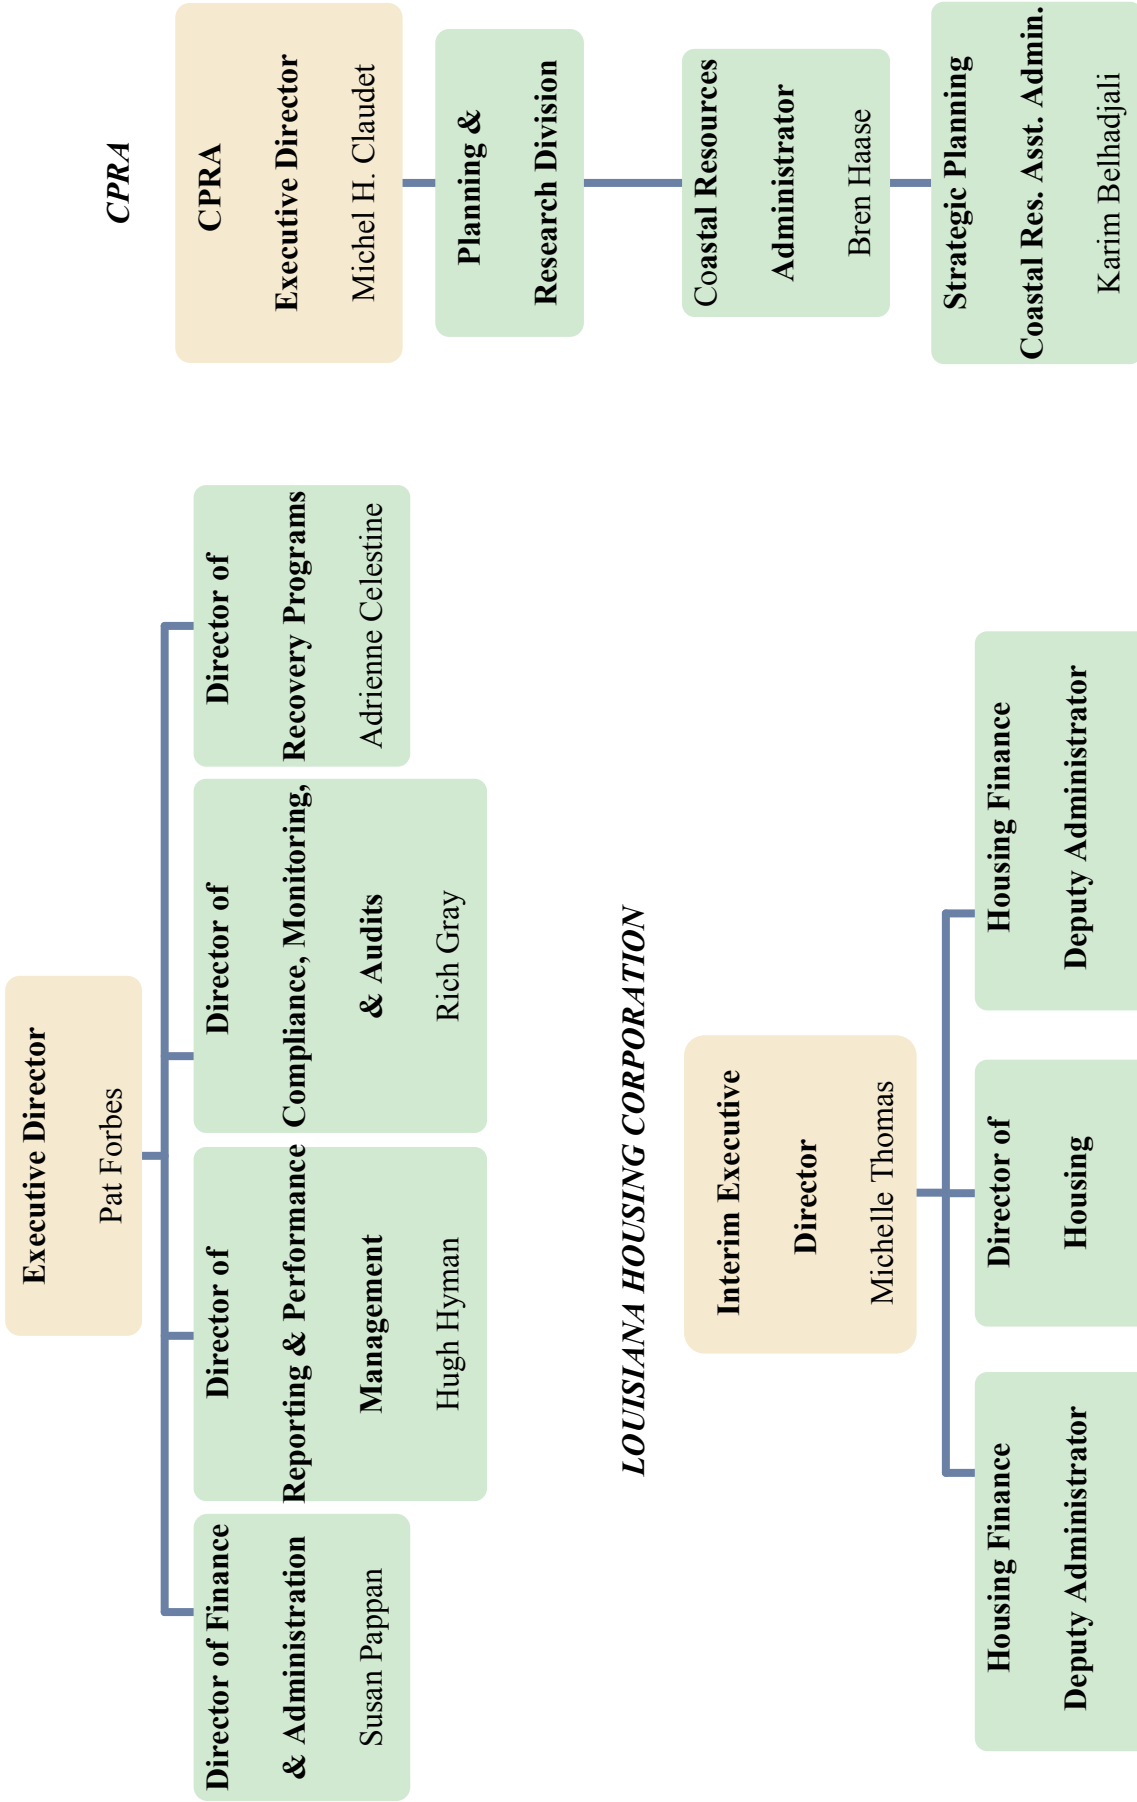 Executive Director
Pat Forbes
Director of Finance
& Administration
Susan Pappan
Director of
Reporting & Performance
Management
Hugh Hyman
Director of
Compliance, Monitoring,
& Audits
Rich Gray
Director of
Recovery Programs
Adrienne Celestine
CPRA
CPRA
Executive Director
Michel H. Claudet
Planning &
Research Division
Coastal Resources
Administrator
Bren Haase
Strategic Planning
Coastal Res. Asst. Admin.
Karim Belhadjali
LOUISIANA HOUSING CORPORATION
Interim Executive
Director
Michelle Thomas
Housing Finance
Deputy Administrator
Director of
Housing
Housing Finance
Deputy Administrator